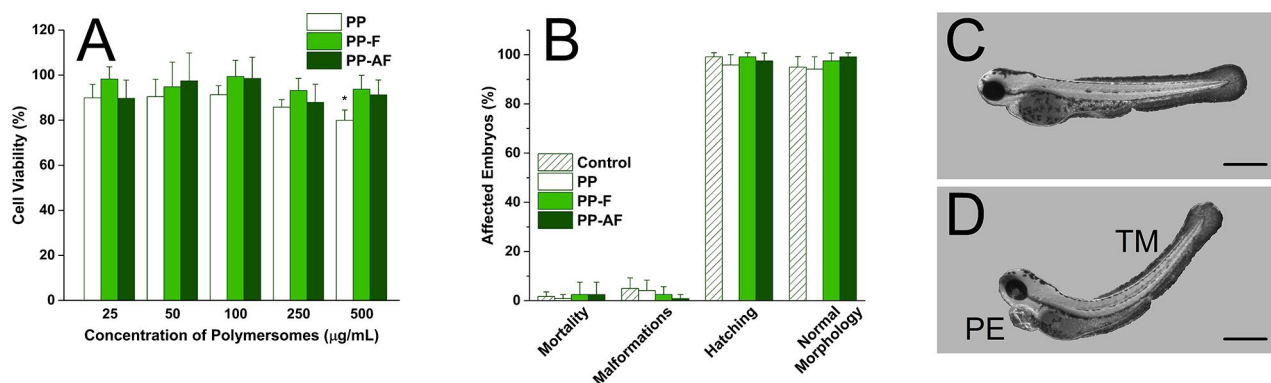 A
120
100
80
60
40
20
0
Cell Viability (%)
PP
PP-F
PP-AF
*
25 50 100 250 500
Concentration of Polymersomes (μg/mL)
B
100
80
60
40
20
0
Affected Embryos (%)
Control
PP
PP-F
PP-AF
Mortality
Malformations
Hatching
Normal
Morphology
C
D
TM
PE